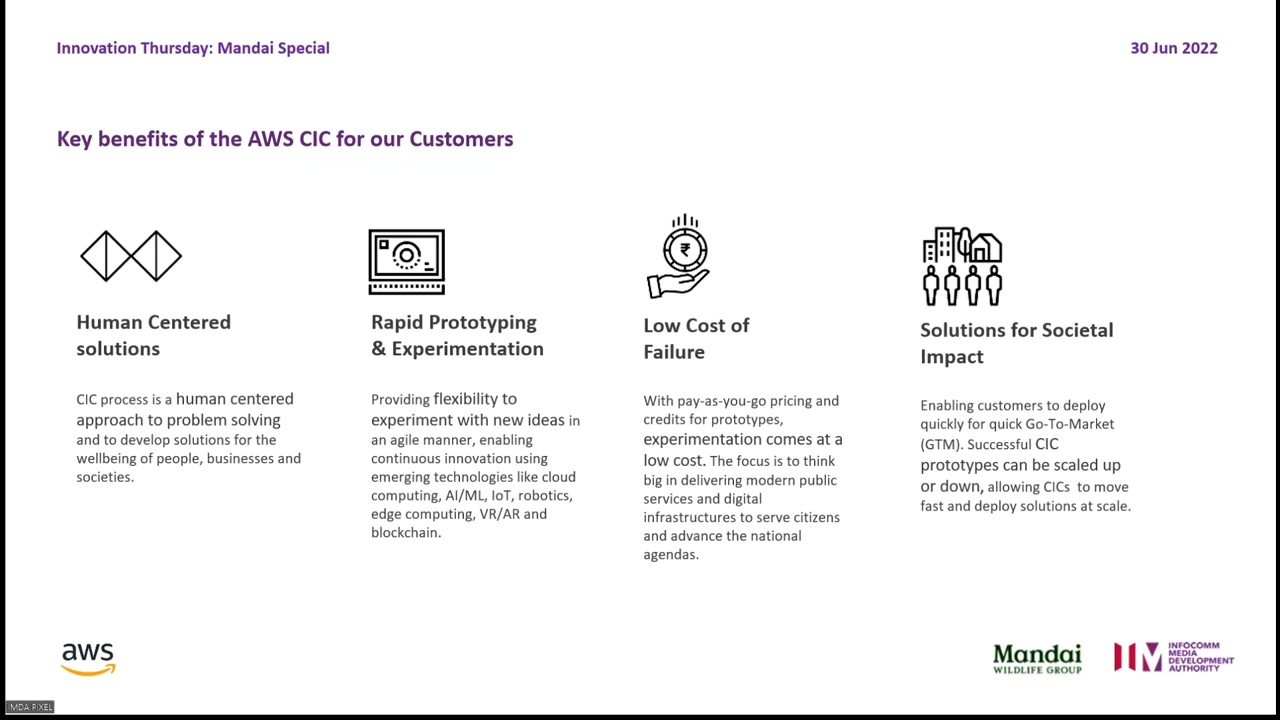 Innovation Thursday: Mandai Special
30 Jun 2022
Key benefits of the AWS CIC for our Customers
Human Centered
solutions
CIC process is a human centered
approach to problem solving
and to develop solutions for the
wellbeing of people, businesses and
societies.
Rapid Prototyping
& Experimentation
Providing flexibility to
experiment with new ideas in
an agile manner, enabling
continuous innovation using
emerging technologies like cloud
computing, AI/ML, IoT, robotics,
edge computing, VR/AR and
blockchain.
₹
Low Cost of
Failure
With pay-as-you-go pricing and
credits for prototypes,
experimentation comes at a
low cost. The focus is to think
big in delivering modern public
services and digital
infrastructures to serve citizens
and advance the national
agendas.
Solutions for Societal
Impact
Enabling customers to deploy
quickly for quick Go-To-Market
(GTM). Successful CIC
prototypes can be scaled up
or down, allowing CICs  to move
fast and deploy solutions at scale.
aws
Mandai
WILDLIFE GROUP
INFOCOMM
MEDIA
DEVELOPMENT
AUTHORITY
IMDA PIXEL